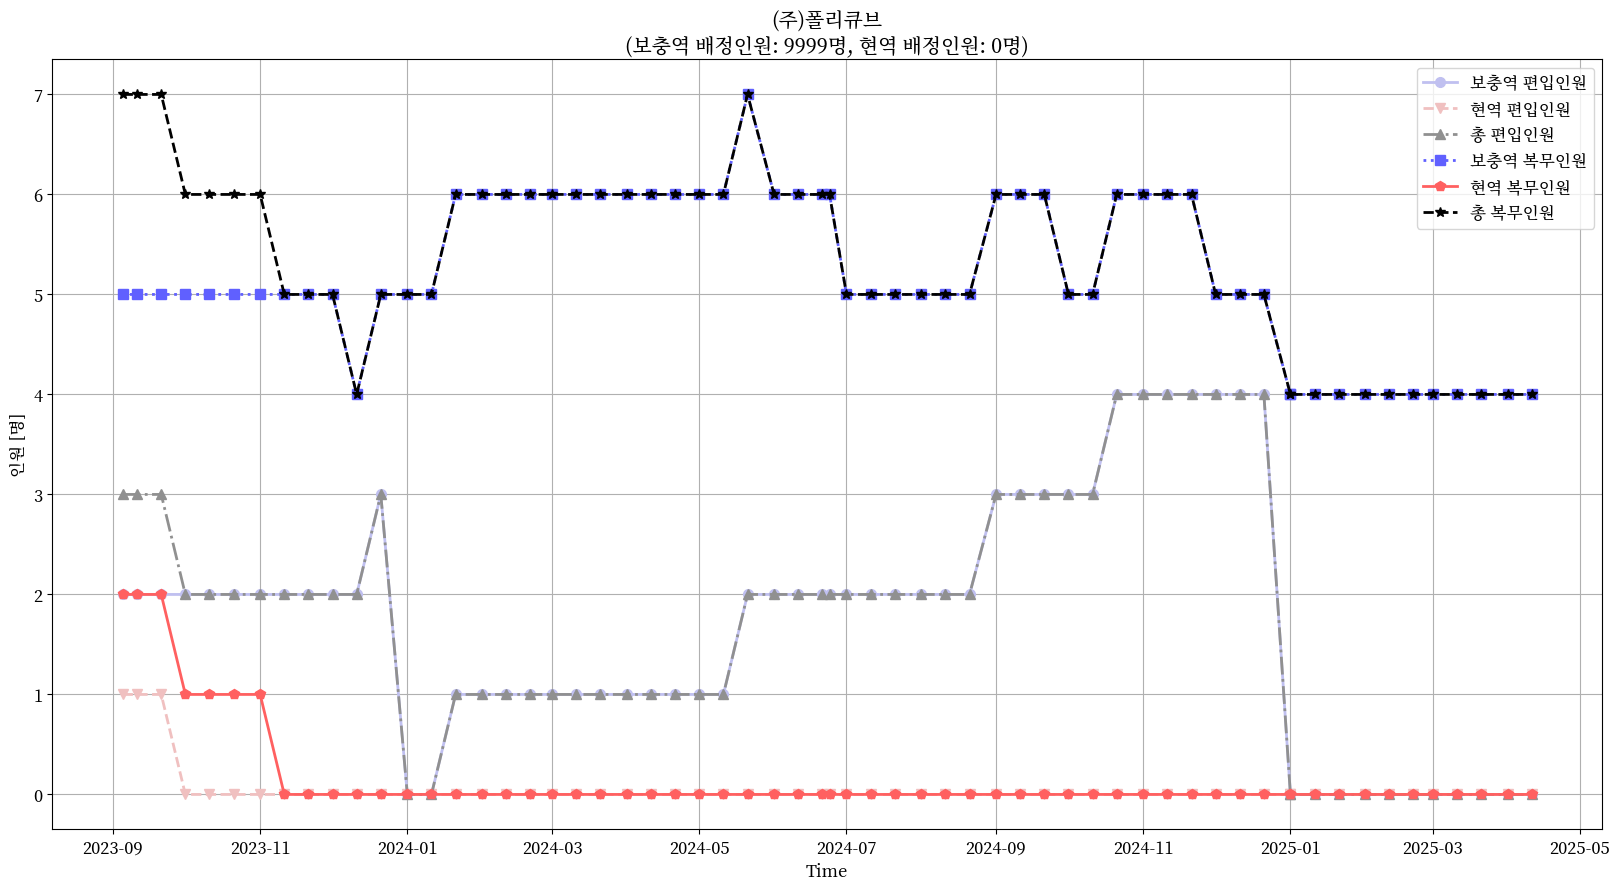 (주)폴리큐브
(보충역 배정인원: 9999명, 현역 배정인원: 0명)
보충역 편입인원
현역 편입인원
총 편입인원
보충역 복무인원
현역 복무인원
총 복무인원
인원 [명]
7
6
5
4
3
2
1
0
2023-09 2023-11 2024-01 2024-03 2024-05 2024-07 2024-09 2024-11 2025-01 2025-03 2025-05
Time